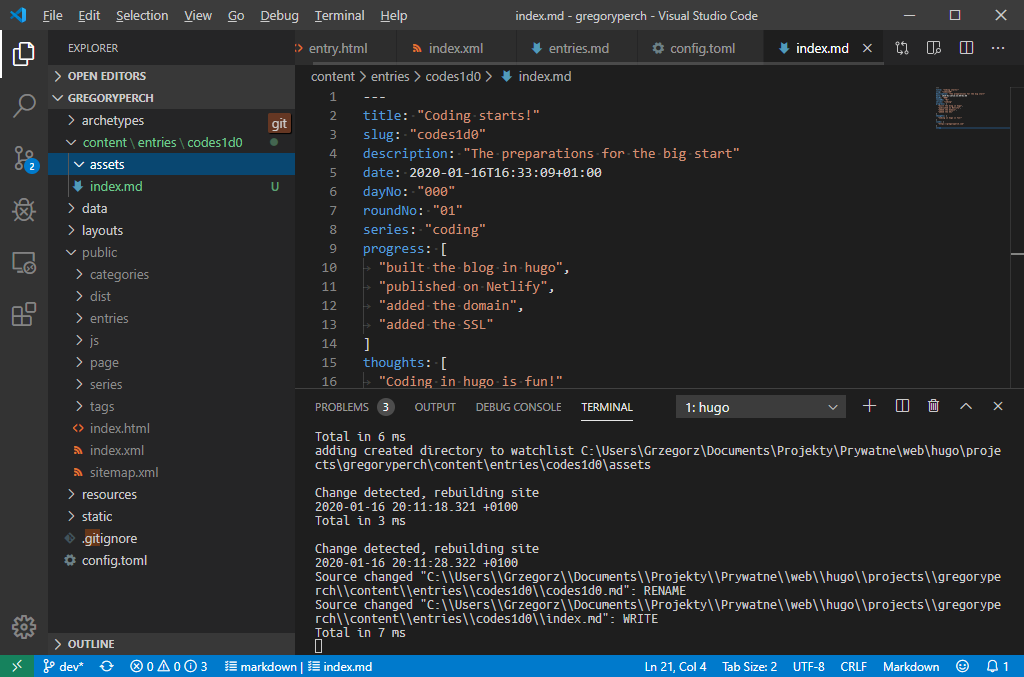 File Edit Selection View Go Debug Terminal Help index.md - gregoryperch - Visual Studio Code
EXPLORER
OPEN EDITORS
GREGORYPERCH
archetypes
git
content \ entries \ codes1d0
assets
index.md U
data
layouts
public
categories
dist
entries
js
page
series
tags
index.html
index.xml
sitemap.xml
resources
static
.gitignore
config.toml
OUTLINE
2
entry.html index.xml entries.md config.toml index.md
content > entries > codes1d0 > index.md
1 ---
2 title: "Coding starts!"
3 slug: "codes1d0"
4 description: "The preparations for the big start"
5 date: 2020-01-16T16:33:09+01:00
6 dayNo: "000"
7 roundNo: "01"
8 series: "coding"
9 progress: [
10 "built the blog in hugo",
11 "published on Netlify",
12 "added the domain",
13 "added the SSL"
14 ]
15 thoughts: [
16 "Coding in hugo is fun!"
PROBLEMS 3 OUTPUT DEBUG CONSOLE TERMINAL 1: hugo
Total in 6 ms
adding created directory to watchlist C:\Users\Grzegorz\Documents\Projekty\Prywatne\web\hugo\proje
cts\gregoryperch\content\entries\codes1d0\assets
Change detected, rebuilding site
2020-01-16 20:11:18.321 +0100
Total in 3 ms
Change detected, rebuilding site
2020-01-16 20:11:28.322 +0100
Source changed "C:\\Users\\Grzegorz\\Documents\\Projekty\\Prywatne\\web\\hugo\\projects\\gregorype
rch\\content\\entries\\codes1d0\\codes1d0.md": RENAME
Source changed "C:\\Users\\Grzegorz\\Documents\\Projekty\\Prywatne\\web\\hugo\\projects\\gregorype
rch\\content\\entries\\codes1d0\\index.md": WRITE
Total in 7 ms
dev* 0 0 3 markdown | index.md Ln 21, Col 4 Tab Size: 2 UTF-8 CRLF Markdown 1